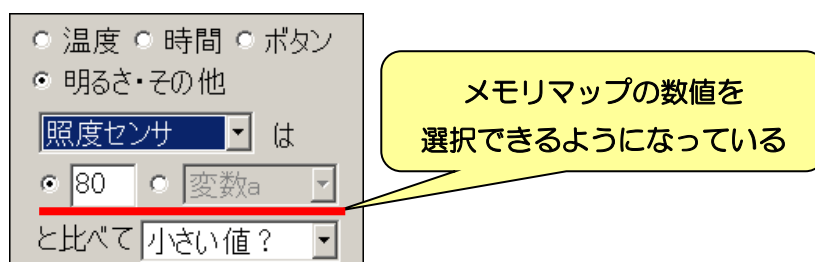 温度 時間 ボタン
明るさ・その他
照度センサ は
80 変数a
と比べて 小さい値？
メモリマップの数値を
選択できるようになっている